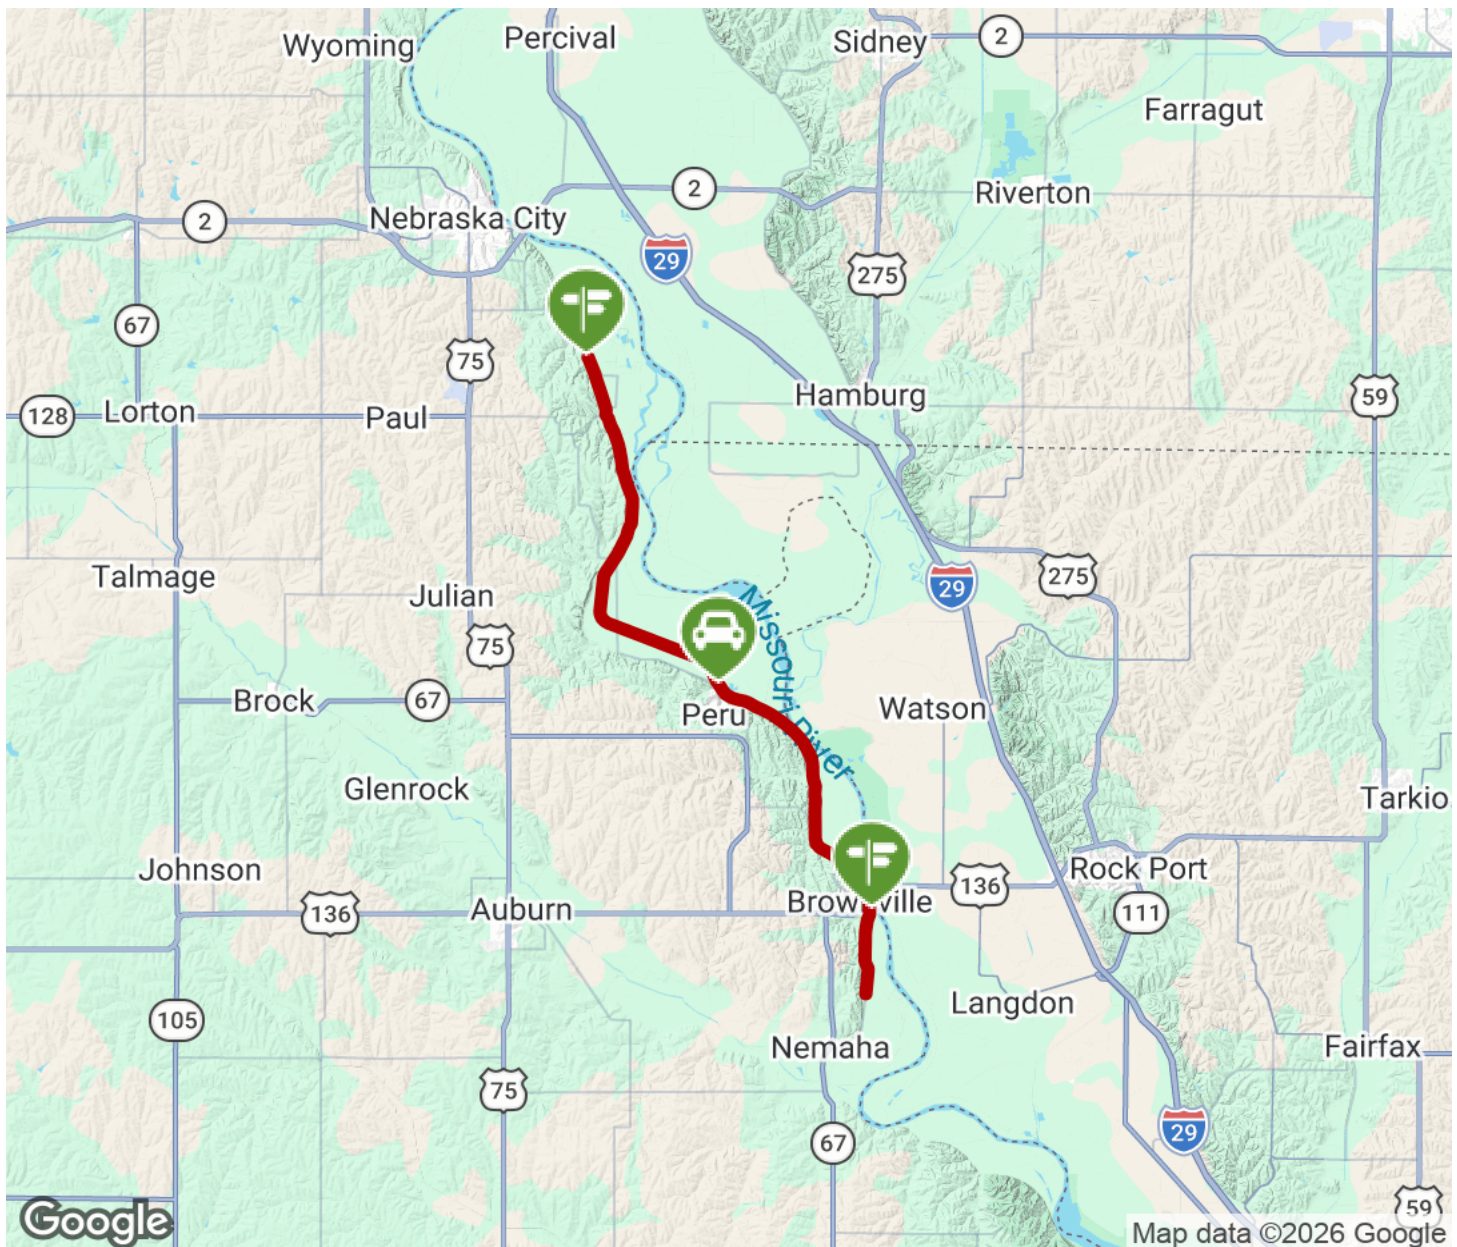 Wyoming
Percival
Sidney
2
Farragut
2
Riverton
Nebraska City
2
29
275
67
75
Hamburg
59
128
Lorton
Paul
Talmage
Julian
29
275
75
Missouri River
Brock
67
Peru
Watson
Glenrock
Tarkio
Johnson
136
Auburn
Brow ville
136
Rock Port
111
105
Langdon
Nemaha
Fairfax
75
29
67
59
Google
Map data ©2026 Google